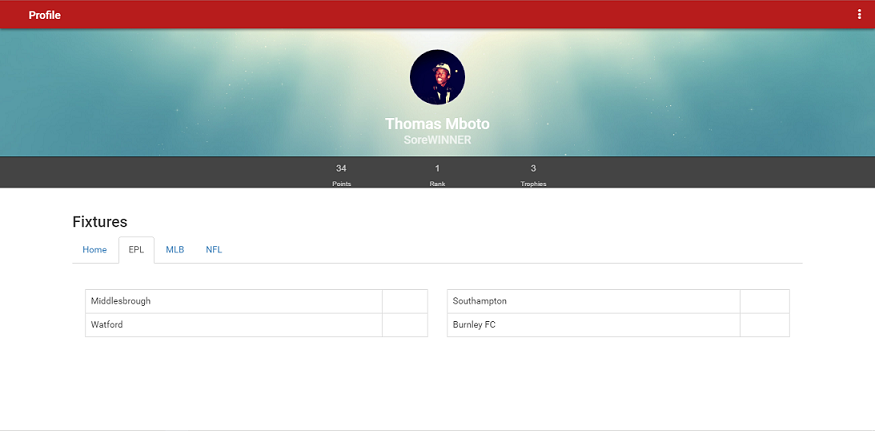 Profile
Thomas Mboto
SoreWINNER
34 1 3
Points Rank Trophies
Fixtures
Home EPL MLB NFL
Middlesbrough Southampton
Watford Burnley FC